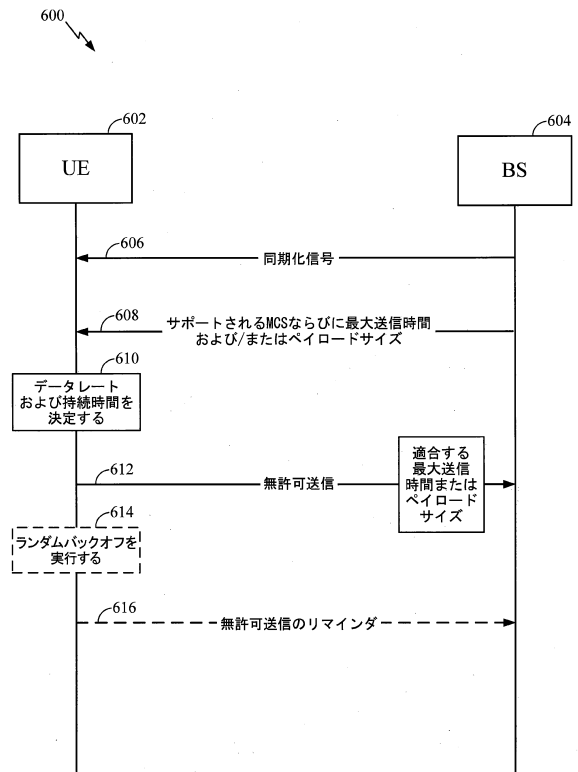 600
602
UE
604
BS
606
同期化信号
608
サポートされるMCSならびに最大送信時間
および/またはペイロードサイズ
610
データレート
および持続時間を
決定する
612
無許可送信
適合する
最大送信
時間または
ペイロード
サイズ
614
ランダムバックオフを
実行する
616
無許可送信のリマインダ